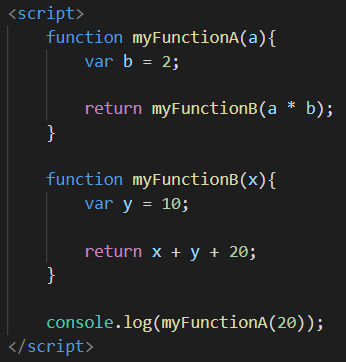 <script>
function myFunctionA(a){
var b = 2;
return myFunctionB(a * b);
}
function myFunctionB(x){
var y = 10;
return x + y + 20;
}
console.log(myFunctionA(20));
</script>